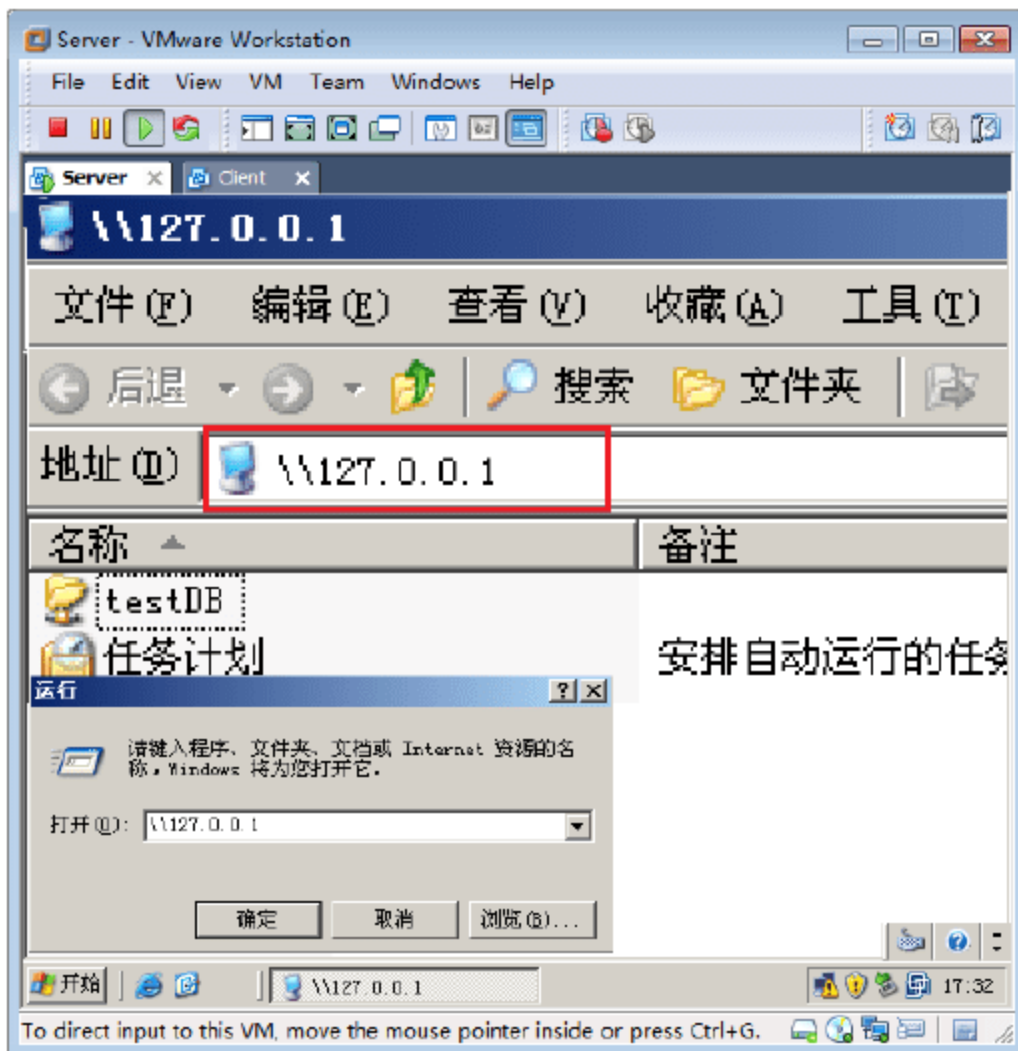 Server - VMware Workstation
File Edit View VM Team Windows Help
Server Client
\\127.0.0.1
文件(F) 编辑(E) 查看(V) 收藏(A) 工具(T)
后退 搜索 文件夹
地址(D) \\127.0.0.1
名称 备注
testDB
任务计划 安排自动运行的任务
运行
请键入程序、文件夹、文档或 Internet 资源的名
称，Windows 将为您打开它。
打开(O): \\127.0.0.1
确定 取消 浏览(B)...
开始 \\127.0.0.1 17:32
To direct input to this VM, move the mouse pointer inside or press Ctrl+G.